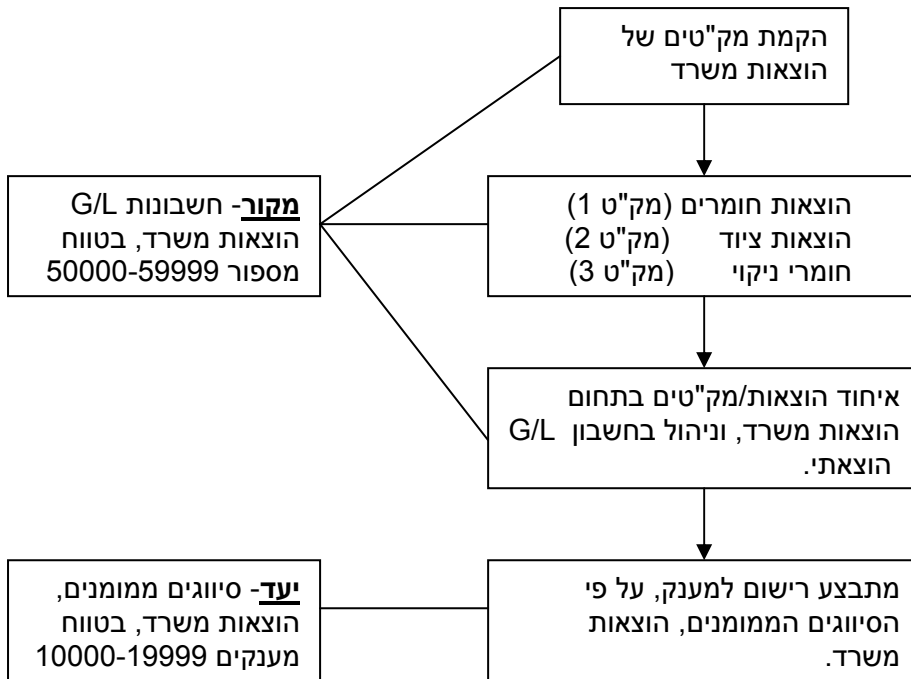 הקמת מק"טים של
הוצאות משרד
מקור- חשבונות G/L
הוצאות משרד, בטווח
מספור 50000-59999
הוצאות חומרים (מק"ט 1)
הוצאות ציוד (מק"ט 2)
חומרי ניקוי (מק"ט 3)
איחוד הוצאות/מק"טים בתחום
הוצאות משרד, וניהול בחשבון G/L
הוצאתי.
יעד- סיווגים ממומנים,
הוצאות משרד, בטווח
מענקים 10000-19999
מתבצע רישום למענק, על פי
הסיווגים הממומנים, הוצאות
משרד.